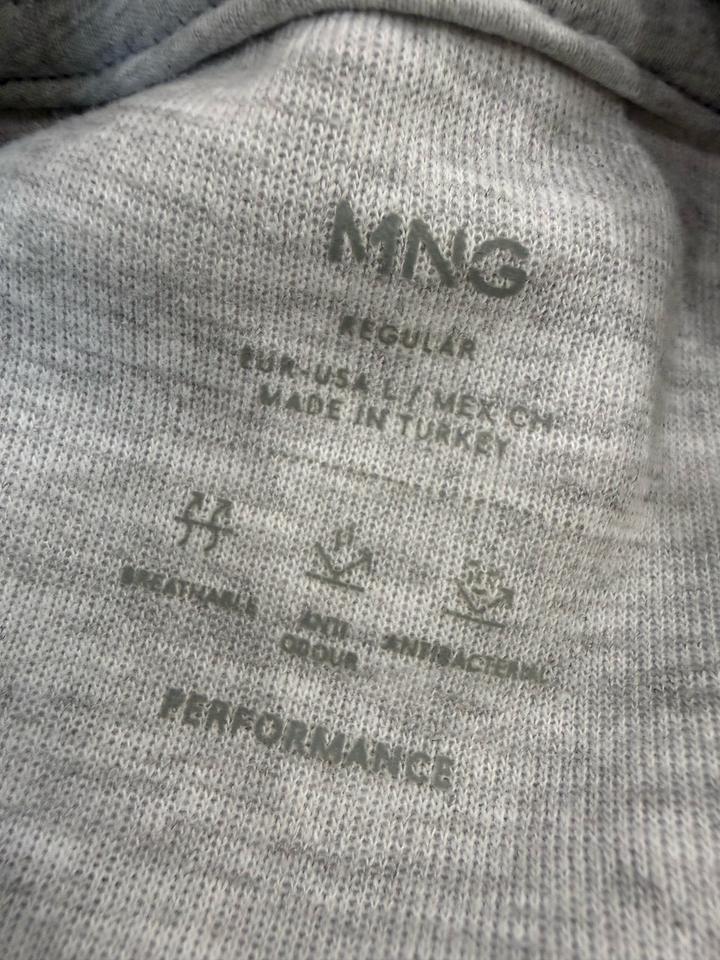 MNG
REGULAR
EUR-USA L / MEX CH
MADE IN TURKEY
BREATHABLE
ANTI
ODOUR
ANTIBACTERIAL
PERFORMANCE